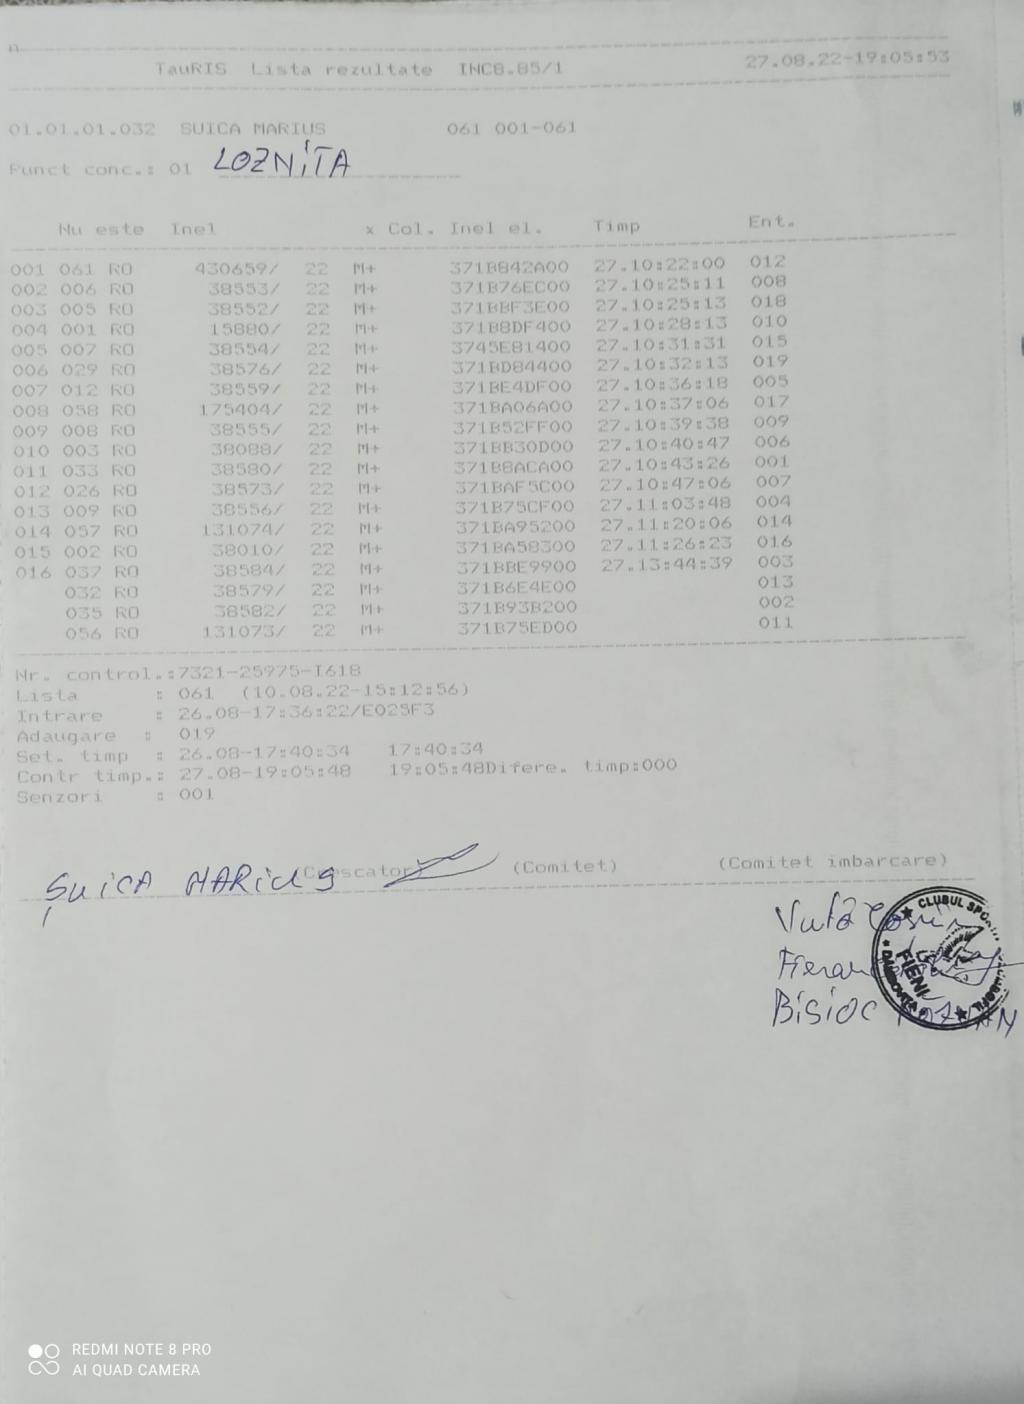 TauRIS Lista rezultate INC8.85/1 27.08.22-19:05:53
01.01.01.032 SUICA MARIUS 061 001-061
Punct conc.: 01 LOZNiTA
Nu este Inel x Col. Inel el. Timp Ent.
001 061 RO 430659/ 22 M+ 371B842A00 27.10:22:00 012
002 006 RO 38553/ 22 M+ 371B76EC00 27.10:25:11 008
003 005 RO 38552/ 22 M+ 371BBF3E00 27.10:25:13 018
004 001 RO 15880/ 22 M+ 371B8DF400 27.10:28:13 010
005 007 RO 38554/ 22 M+ 3745E81400 27.10:31:31 015
006 029 RO 38576/ 22 M+ 371BD84400 27.10:32:13 019
007 012 RO 38559/ 22 M+ 371BE4DF00 27.10:36:18 005
008 058 RO 175404/ 22 M+ 371BA06A00 27.10:37:06 017
009 008 RO 38555/ 22 M+ 371B52FF00 27.10:39:38 009
010 003 RO 38088/ 22 M+ 371BB30D00 27.10:40:47 006
011 033 RO 38580/ 22 M+ 371B8ACA00 27.10:43:26 001
012 026 RO 38573/ 22 M+ 371BAF5C00 27.10:47:06 007
013 009 RO 38556/ 22 M+ 371B75CF00 27.11:03:48 004
014 057 RO 131074/ 22 M+ 371BA95200 27.11:20:06 014
015 002 RO 38010/ 22 M+ 371BA58300 27.11:26:23 016
016 037 RO 38584/ 22 M+ 371BBE9900 27.13:44:39 003
032 RO 38579/ 22 M+ 371B6E4E00 013
035 RO 38582/ 22 M+ 371B93B200 002
056 RO 131073/ 22 M+ 371B75ED00 011
Nr. control.:7321-25975-I618
Lista : 061 (10.08.22-15:12:56)
Intrare : 26.08-17:36:22/E025F3
Adaugare : 019
Set. timp : 26.08-17:40:34 17:40:34
Contr timp.: 27.08-19:05:48 19:05:48Difere. timp:000
Senzori : 001
(Crescator) (Comitet) (Comitet imbarcare)
ȘUiCA MARiUS
CLUBUL
FIENI
DAMBOVITA
REDMI NOTE 8 PRO
AI QUAD CAMERA